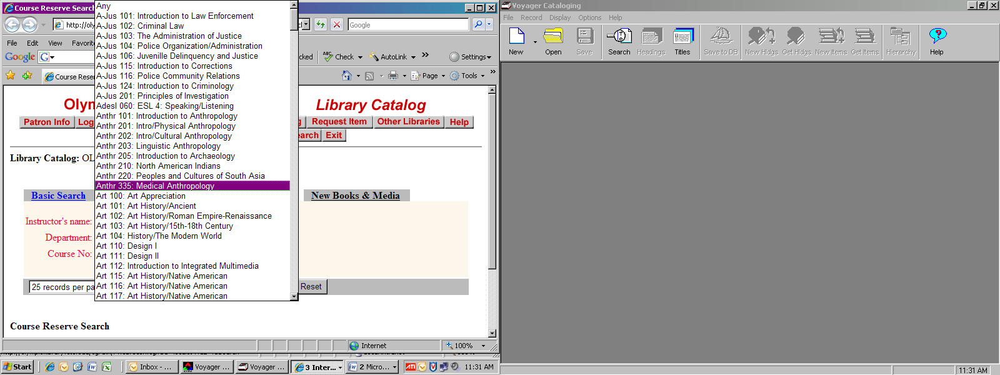 Course Reserve Search
http://oly
Google
File Edit View Favorit
Google G cked Check AutoLink Settings
Course Reser Page Tools
Any
A-Jus 101: Introduction to Law Enforcement
A-Jus 102: Criminal Law
A-Jus 103: The Administration of Justice
A-Jus 104: Police Organization/Administration
A-Jus 106: Juvenille Delinquency and Justice
A-Jus 115: Introduction to Corrections
A-Jus 116: Police Community Relations
A-Jus 124: Introduction to Criminology
A-Jus 201: Principles of Investigation
Adesl 060: ESL 4: Speaking/Listening
Anthr 101: Introduction to Anthropology
Anthr 201: Intro/Physical Anthropology
Anthr 202: Intro/Cultural Anthropology
Anthr 203: Linguistic Anthropology
Anthr 205: Introduction to Archaeology
Anthr 210: North American Indians
Anthr 220: Peoples and Cultures of South Asia
Anthr 335: Medical Anthropology
Art 100: Art Appreciation
Art 101: Art History/Ancient
Art 102: Art History/Roman Empire-Renaissance
Art 103: Art History/15th-18th Century
Art 104: History/The Modern World
Art 110: Design I
Art 111: Design II
Art 112: Introduction to Integrated Multimedia
Art 115: Art History/Native American
Art 116: Art History/Native American
Art 117: Art History/Native American
Olyn Library Catalog
Patron Info Log g Request Item Other Libraries Help
earch Exit
Library Catalog: OL
Basic Search New Books & Media
Instructor's name:
Department:
Course No:
25 records per pa Reset
Course Reserve Search
Internet 100%
Start Inbox - ... Voyager ... Voyager ... 3 Inter... 2 Micro... ATI 11:31 AM
Voyager Cataloging
File Record Display Options Help
New Open Save Search Headings Titles Save to DB New Hldgs Get Hldgs New Items Get Items Hierarchy Help
11:31 AM